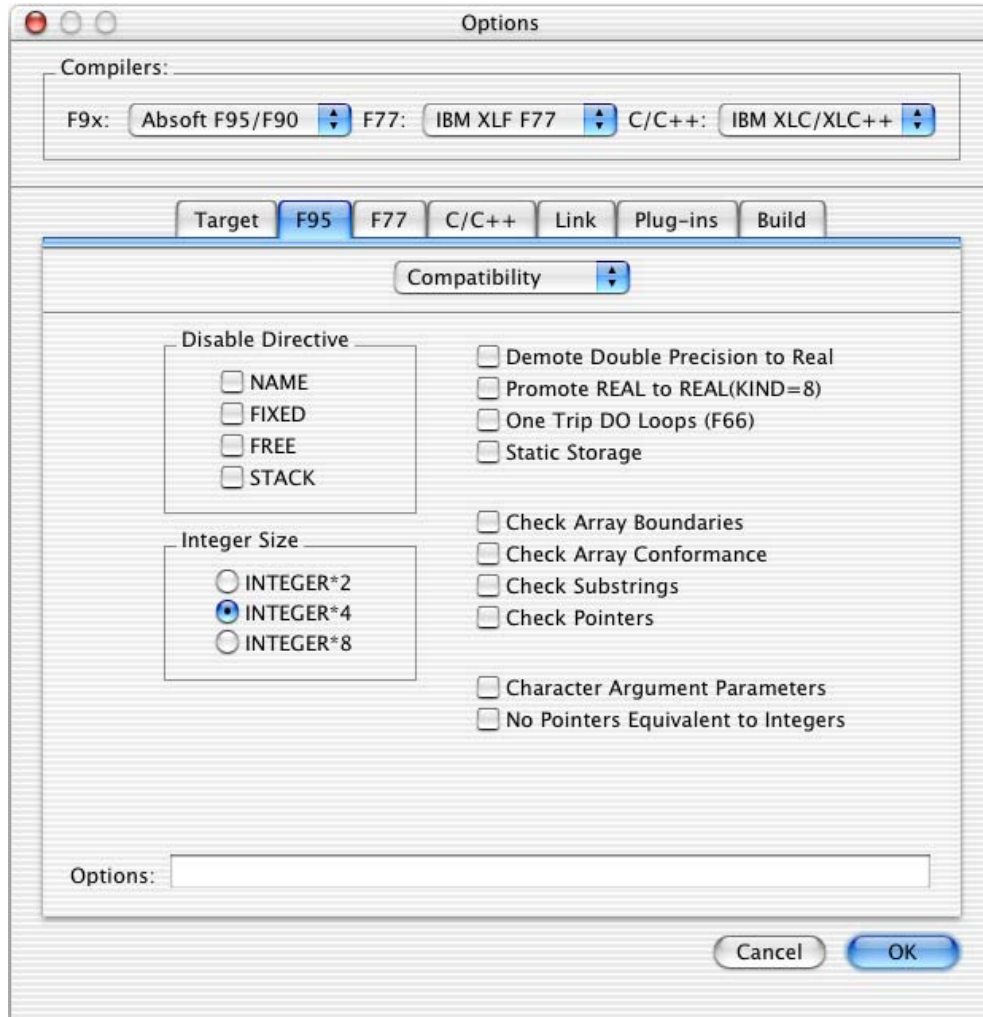 Options
Compilers:
F9x: Absoft F95/F90 F77: IBM XLF F77 C/C++: IBM XLC/XLC++
Target F95 F77 C/C++ Link Plug-ins Build
Compatibility
Disable Directive
NAME
FIXED
FREE
STACK
Integer Size
INTEGER*2
INTEGER*4
INTEGER*8
Demote Double Precision to Real
Promote REAL to REAL(KIND=8)
One Trip DO Loops (F66)
Static Storage
Check Array Boundaries
Check Array Conformance
Check Substrings
Check Pointers
Character Argument Parameters
No Pointers Equivalent to Integers
Options:
Cancel OK